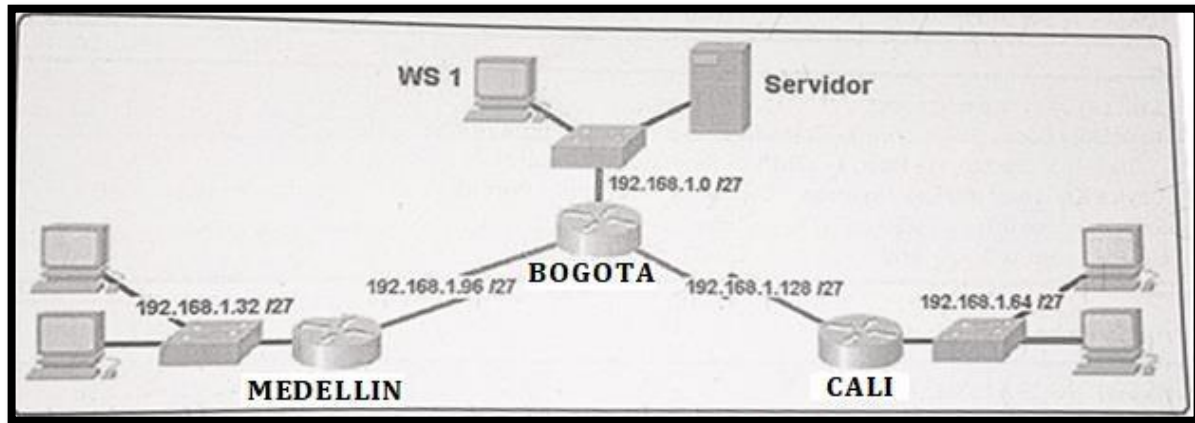 WS 1
Servidor
192.168.1.0 /27
BOGOTA
192.168.1.96 /27
192.168.1.128 /27
192.168.1.32 /27
192.168.1.64 /27
MEDELLIN
CALI